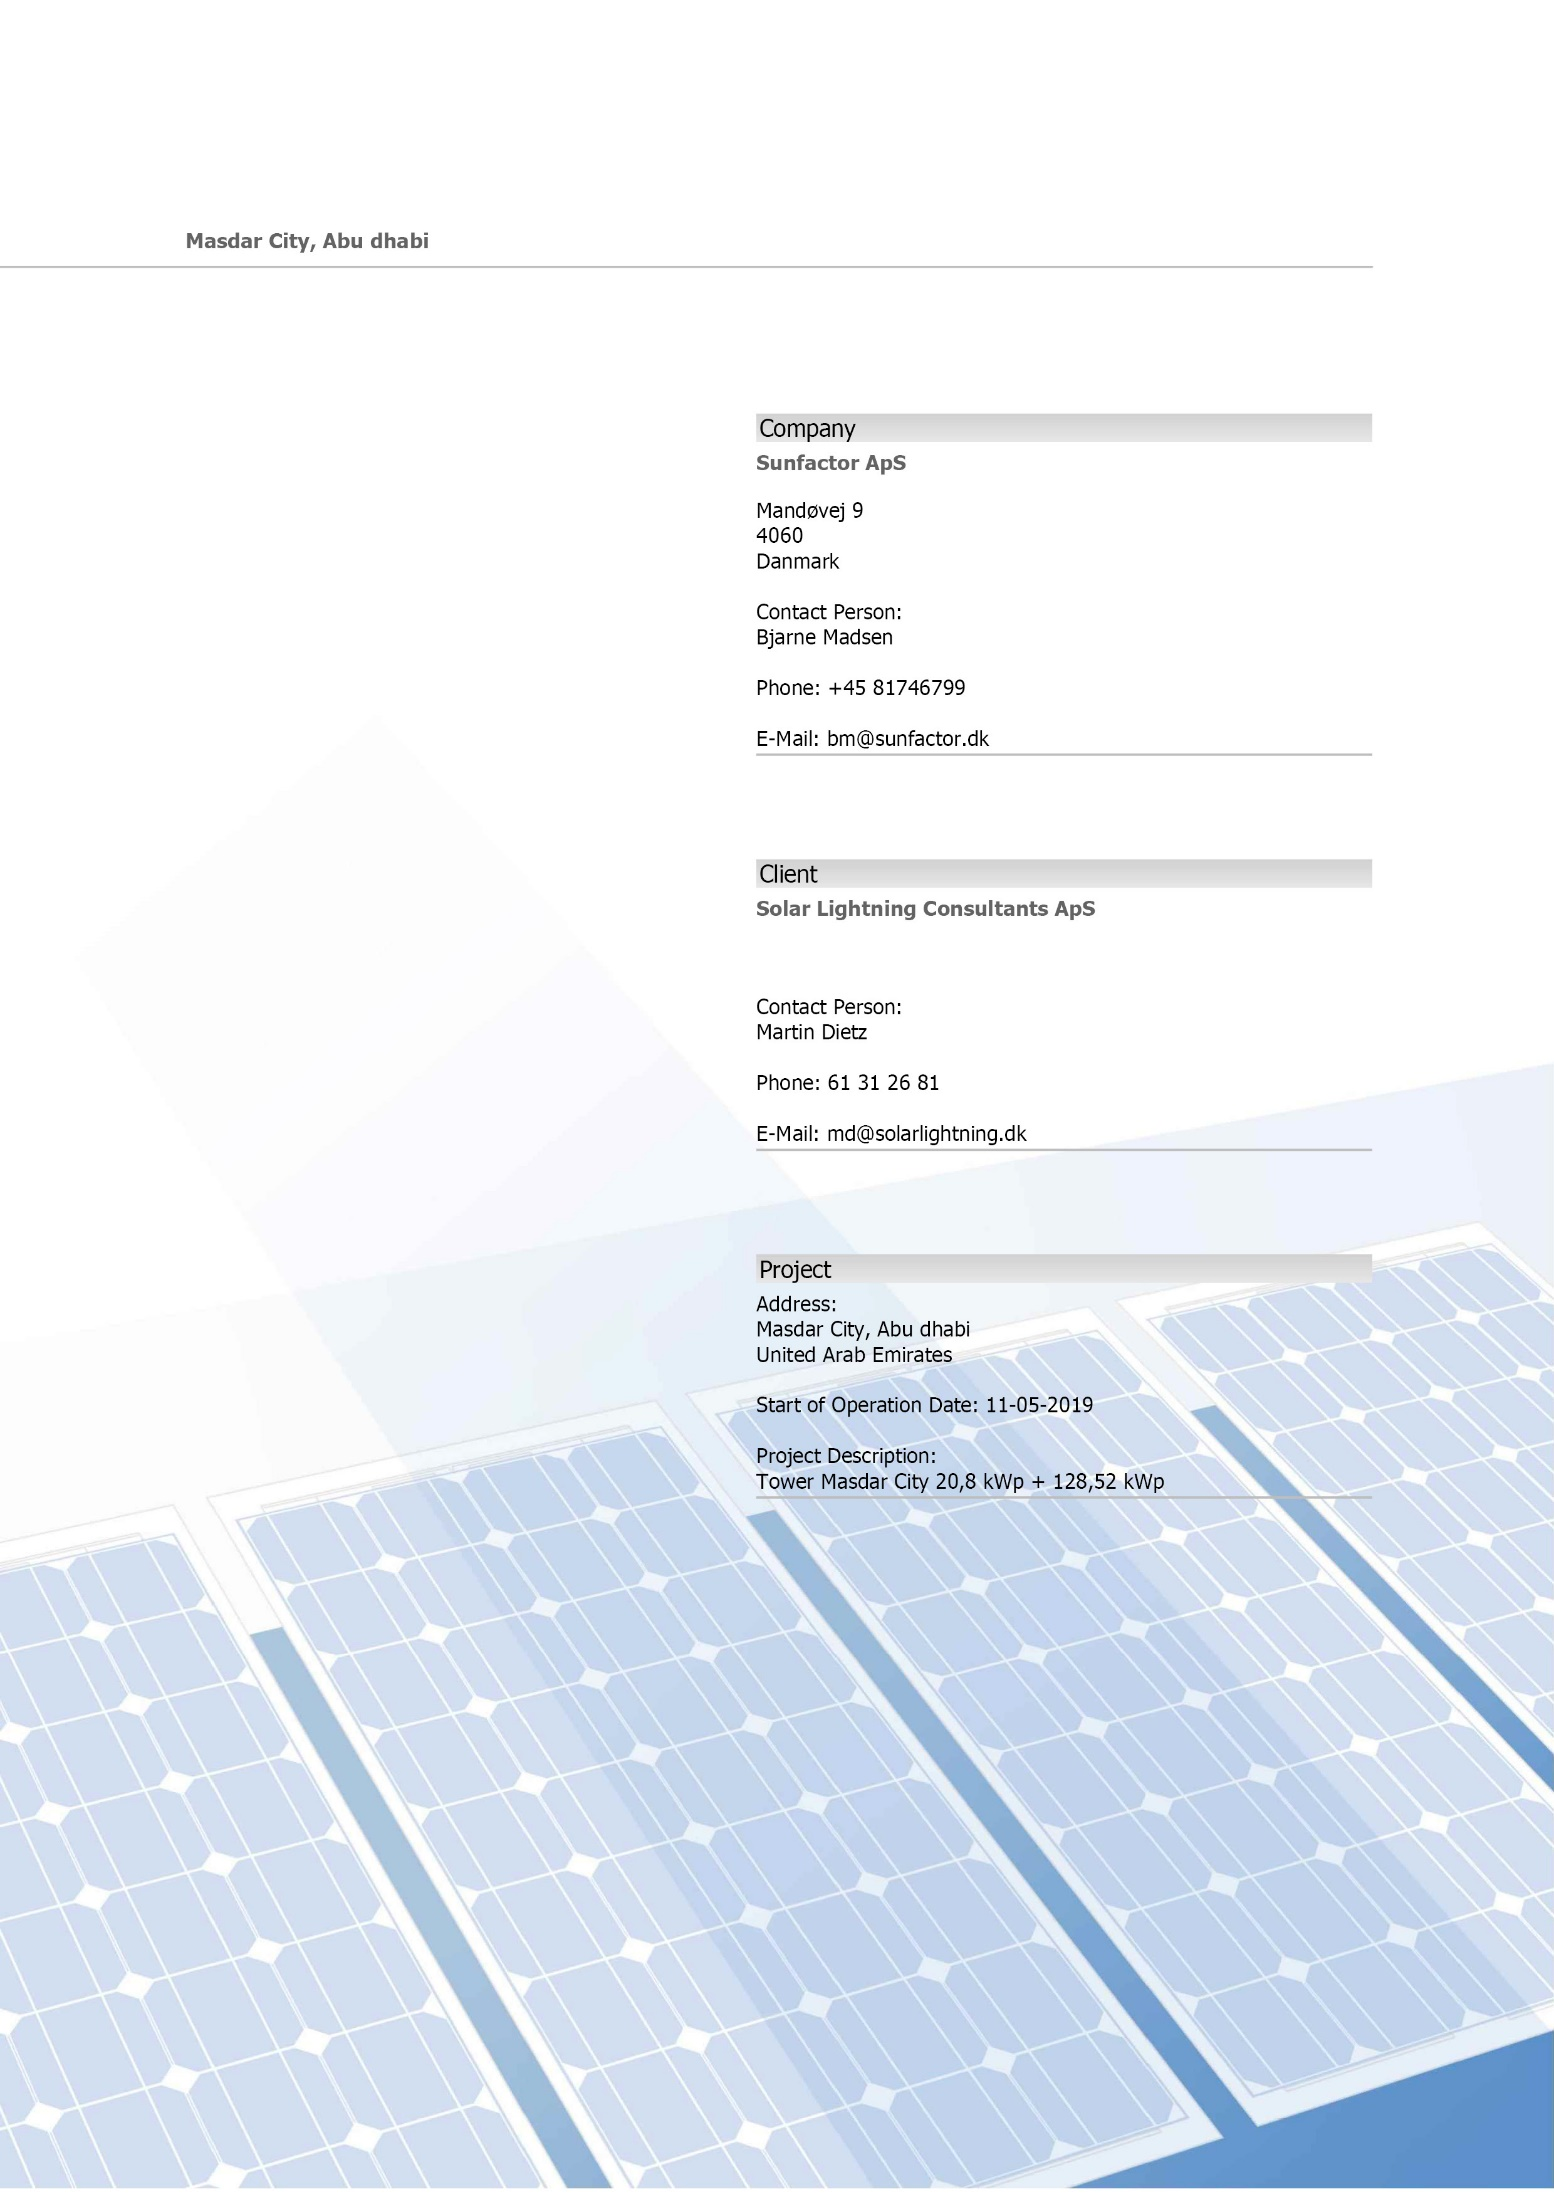 Masdar City, Abu dhabi
Company
Sunfactor ApS
Mandøvej 9
4060
Danmark
Contact Person:
Bjarne Madsen
Phone: +45 81746799
E-Mail: bm@sunfactor.dk
Client
Solar Lightning Consultants ApS
Contact Person:
Martin Dietz
Phone: 61 31 26 81
E-Mail: md@solarlightning.dk
Project
Address:
Masdar City, Abu dhabi
United Arab Emirates
Start of Operation Date: 11-05-2019
Project Description:
Tower Masdar City 20,8 kWp + 128,52 kWp